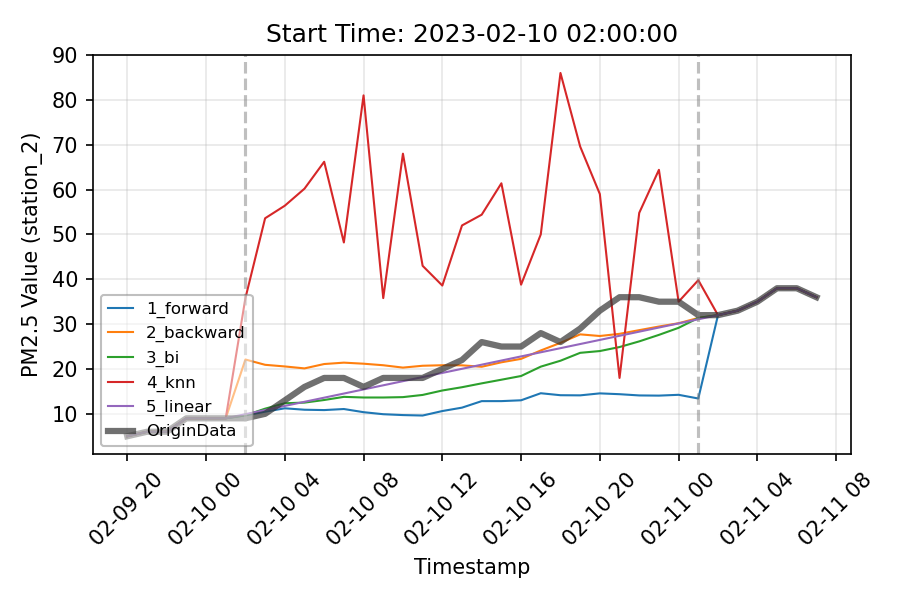 Start Time: 2023-02-10 02:00:00
PM2.5 Value (station_2)
90
80
70
60
50
40
30
20
10
1_forward
2_backward
3_bi
4_knn
5_linear
OriginData
02-09 20
02-10 00
02-10 04
02-10 08
02-10 12
02-10 16
02-10 20
02-11 00
02-11 04
02-11 08
Timestamp